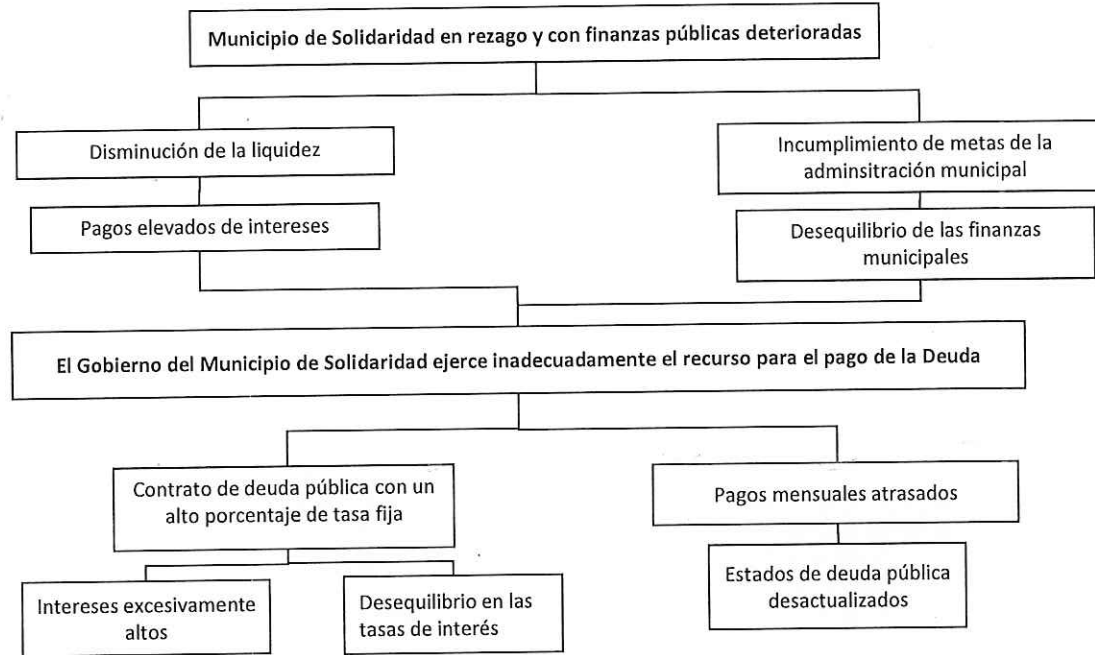 Municipio de Solidaridad en rezago y con finanzas públicas deterioradas
Disminución de la liquidez
Incumplimiento de metas de la
adminsitración municipal
Pagos elevados de intereses
Desequilibrio de las finanzas
municipales
El Gobierno del Municipio de Solidaridad ejerce inadecuadamente el recurso para el pago de la Deuda
Contrato de deuda pública con un
alto porcentaje de tasa fija
Pagos mensuales atrasados
Intereses excesivamente
altos
Desequilibrio en las
tasas de interés
Estados de deuda pública
desactualizados